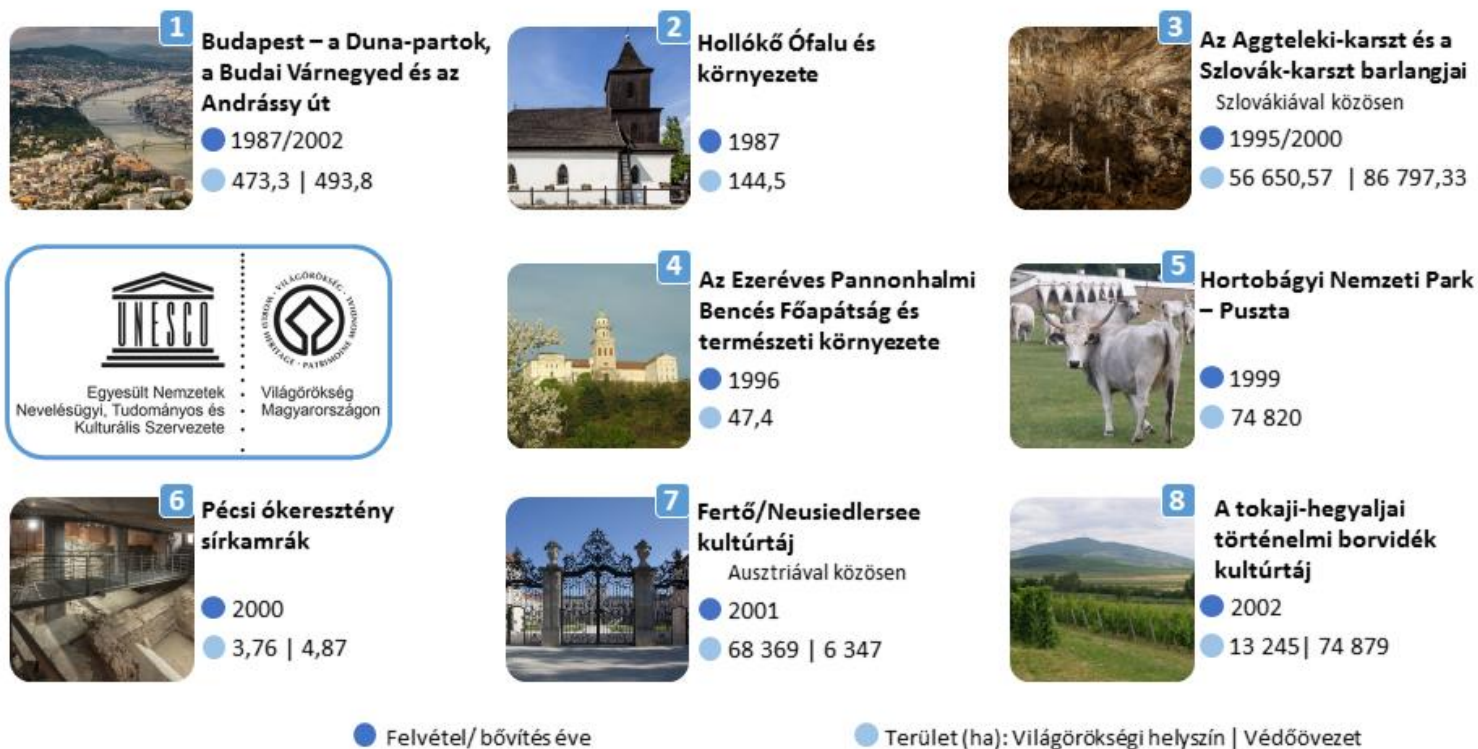 1
Budapest – a Duna-partok,
a Budai Várnegyed és az
Andrássy út
1987/2002
473,3 | 493,8
2
Hollókő Ófalu és
környezete
1987
144,5
3
Az Aggteleki-karszt és a
Szlovák-karszt barlangjai
Szlovákiával közösen
1995/2000
56 650,57 | 86 797,33
UNESCO
Egyesült Nemzetek
Nevelésügyi, Tudományos és
Kulturális Szervezete
VILÁGÖRÖKSÉG · WORLD HERITAGE · PATRIMOINE MONDIAL
Világörökség
Magyarországon
4
Az Ezeréves Pannonhalmi
Bencés Főapátság és
természeti környezete
1996
47,4
5
Hortobágyi Nemzeti Park
– Puszta
1999
74 820
6
Pécsi ókeresztény
sírkamrák
2000
3,76 | 4,87
7
Fertő/Neusiedlersee
kultúrtáj
Ausztriával közösen
2001
68 369 | 6 347
8
A tokaji-hegyaljai
történelmi borvidék
kultúrtáj
2002
13 245| 74 879
Felvétel/ bővítés éve
Terület (ha): Világörökségi helyszín | Védőövezet